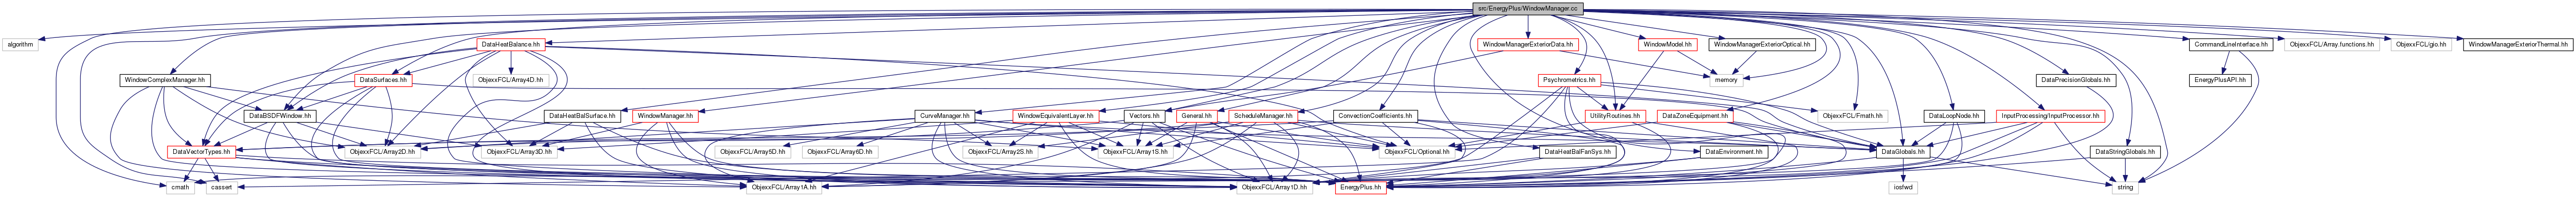 src/EnergyPlus/WindowManager.cc
algorithm
DataHeatBalance.hh
WindowManagerExteriorData.hh
WindowModel.hh
WindowManagerExteriorOptical.hh
CommandLineInterface.hh
ObjexxFCL/Array.functions.hh
ObjexxFCL/gio.hh
WindowManagerExteriorThermal.hh
WindowComplexManager.hh
DataSurfaces.hh
ObjexxFCL/Array4D.hh
Psychrometrics.hh
memory
DataPrecisionGlobals.hh
EnergyPlusAPI.hh
DataBSDFWindow.hh
DataHeatBalSurface.hh
WindowManager.hh
CurveManager.hh
WindowEquivalentLayer.hh
Vectors.hh
General.hh
ScheduleManager.hh
ConvectionCoefficients.hh
UtilityRoutines.hh
DataZoneEquipment.hh
ObjexxFCL/Fmath.hh
DataLoopNode.hh
InputProcessing/InputProcessor.hh
DataVectorTypes.hh
ObjexxFCL/Array2D.hh
ObjexxFCL/Array3D.hh
ObjexxFCL/Array5D.hh
ObjexxFCL/Array6D.hh
ObjexxFCL/Array2S.hh
ObjexxFCL/Array1S.hh
ObjexxFCL/Optional.hh
DataHeatBalFanSys.hh
DataEnvironment.hh
DataGlobals.hh
DataStringGlobals.hh
cmath
cassert
ObjexxFCL/Array1A.hh
ObjexxFCL/Array1D.hh
EnergyPlus.hh
iosfwd
string